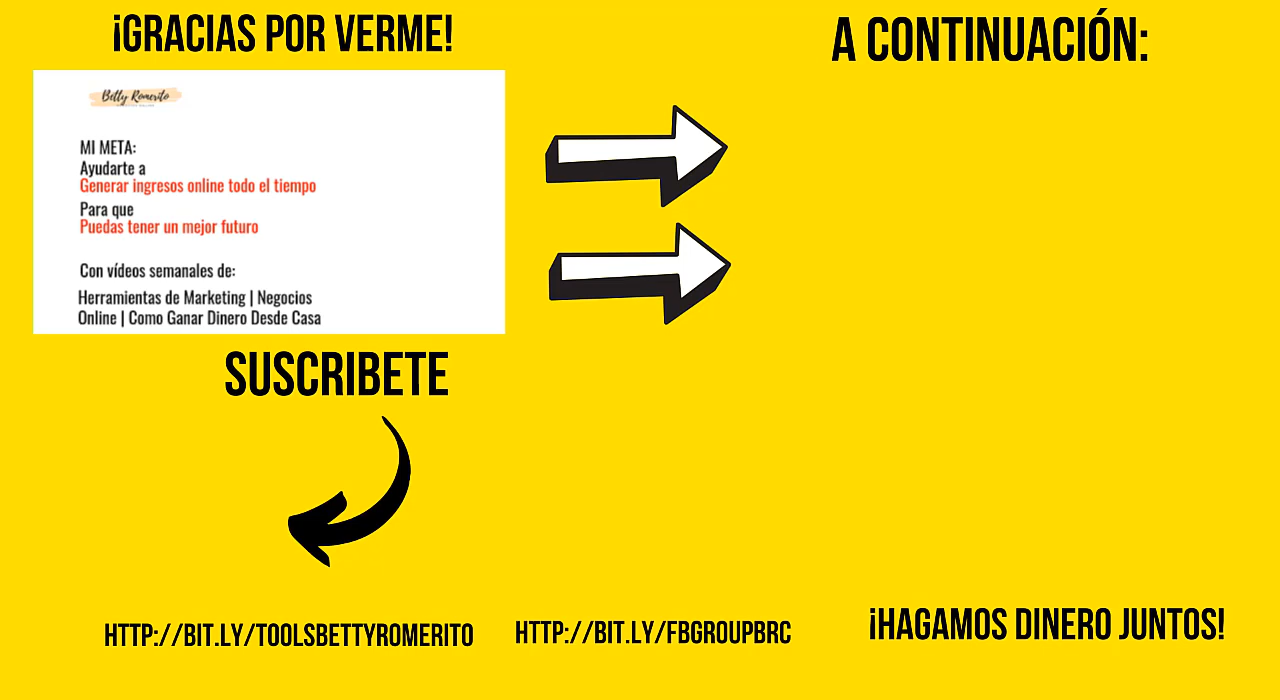 ¡GRACIAS POR VERME!
A CONTINUACIÓN:
Betty Romerito
MI META:
Ayudarte a
Generar ingresos online todo el tiempo
Para que
Puedas tener un mejor futuro
Con vídeos semanales de:
Herramientas de Marketing | Negocios
Online | Como Ganar Dinero Desde Casa
SUSCRIBETE
HTTP://BIT.LY/TOOLSBETTYROMERITO
HTTP://BIT.LY/FBGROUPBRC
¡HAGAMOS DINERO JUNTOS!